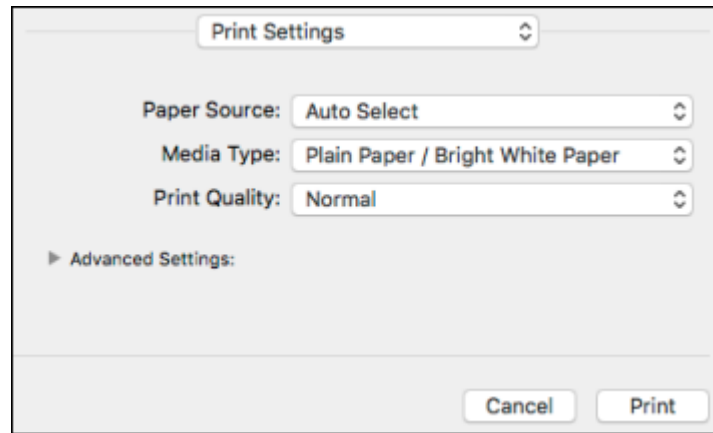 Print Settings
Paper Source: Auto Select
Media Type: Plain Paper / Bright White Paper
Print Quality: Normal
Advanced Settings:
Cancel Print